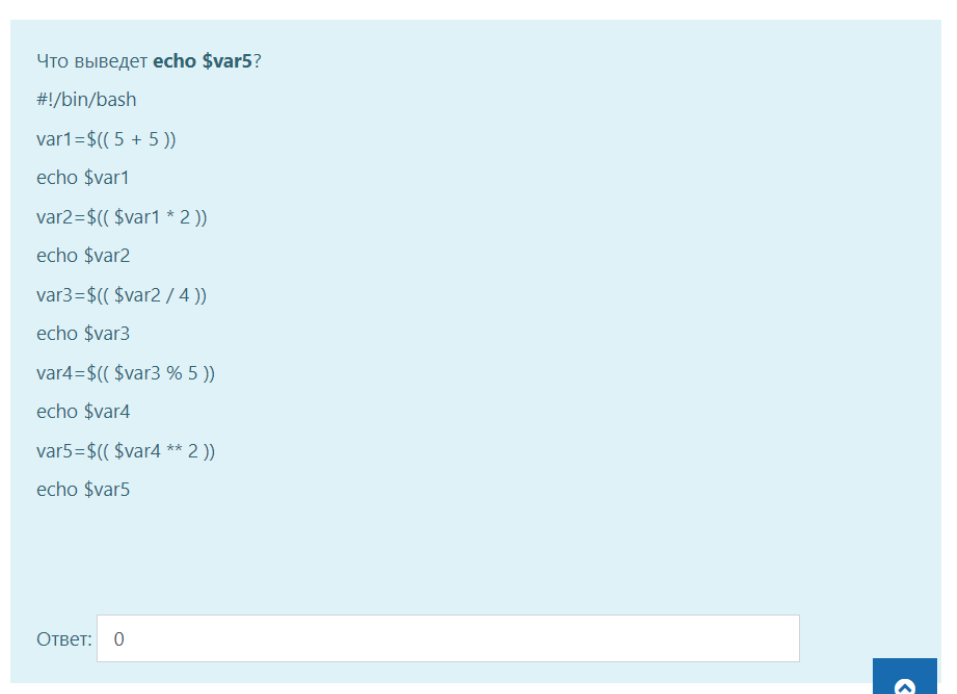 Что выведет echo $var5?
#!/bin/bash
var1=$(( 5 + 5 ))
echo $var1
var2=$(( $var1 * 2 ))
echo $var2
var3=$(( $var2 / 4 ))
echo $var3
var4=$(( $var3 % 5 ))
echo $var4
var5=$(( $var4 ** 2 ))
echo $var5
Ответ: 0